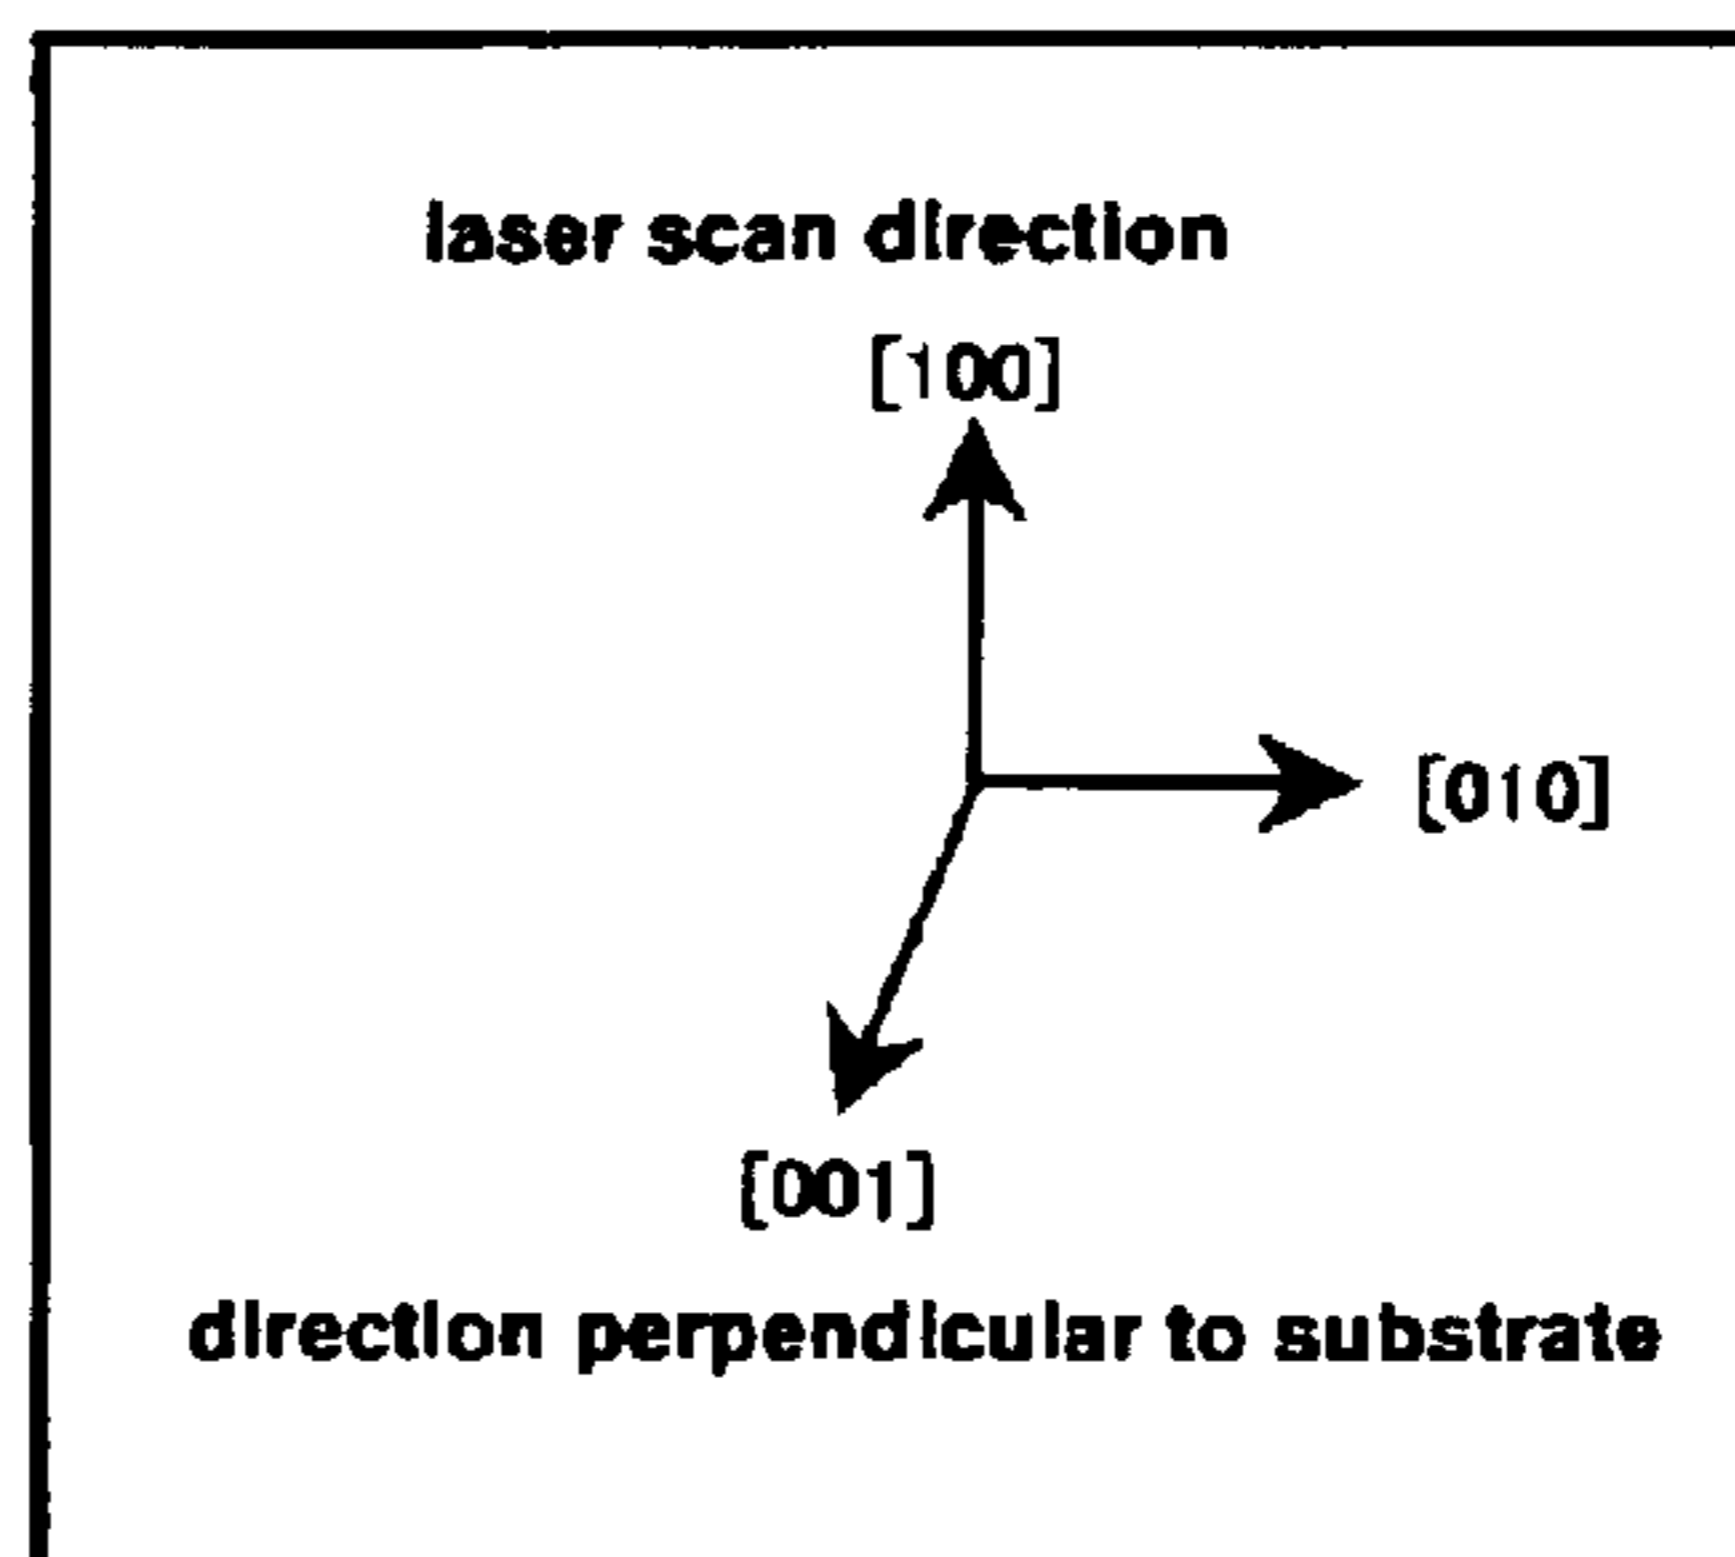 laser scan direction
[100]
[010]
[001]
direction perpendicular to substrate